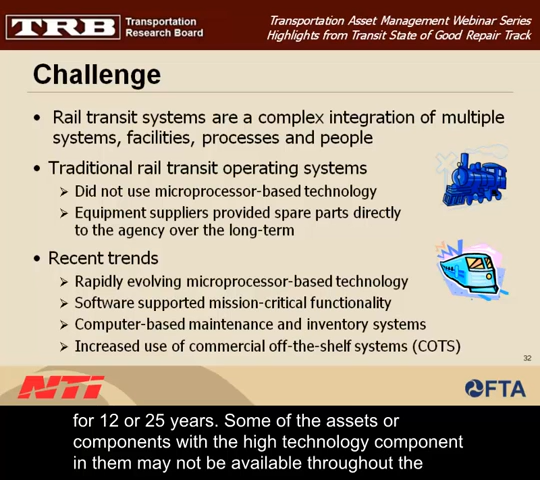 TRB Transportation
Research Board
Transportation Asset Management Webinar Series
Highlights from Transit State of Good Repair Track
Challenge
• Rail transit systems are a complex integration of multiple
systems, facilities, processes and people
• Traditional rail transit operating systems
➢ Did not use microprocessor-based technology
➢ Equipment suppliers provided spare parts directly
to the agency over the long-term
• Recent trends
➢ Rapidly evolving microprocessor-based technology
➢ Software supported mission-critical functionality
➢ Computer-based maintenance and inventory systems
➢ Increased use of commercial off-the-shelf systems (COTS)
32
NTI
FTA
for 12 or 25 years. Some of the assets or
components with the high technology component
in them may not be available throughout the